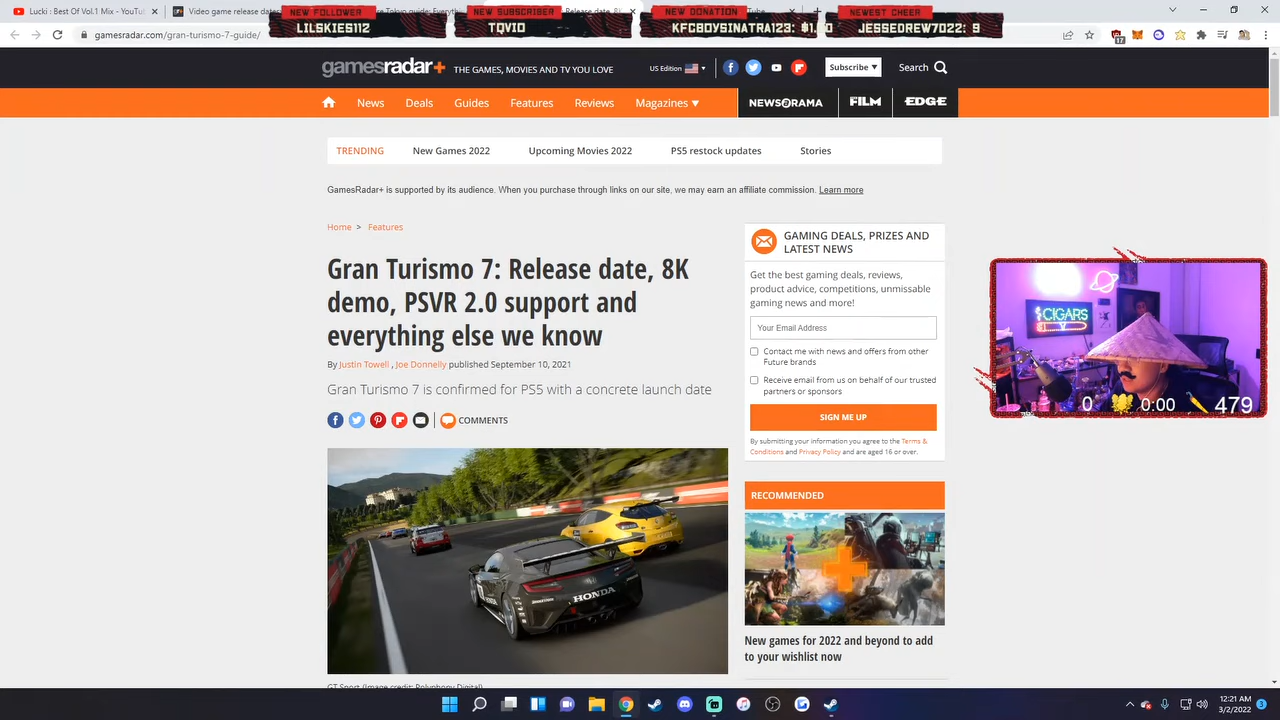 Lucki : Best Of Vol.1 Mix - YouTu
Video game release date
Tokyo guide: Everythi
Release date, 8K
NEW FOLLOWER
LILSKIES112
NEW SUBSCRIBER
TQVIO
NEW DONATION
KFCBOYSINATRA123: $1.50
NEWEST CHEER
JESSEDREW7022: 9
17
gamesradar+
THE GAMES, MOVIES AND TV YOU LOVE
US Edition
Subscribe ▼
Search
News
Deals
Guides
Features
Reviews
Magazines ▼
NEWSARAMA
FILM
EDGE
TRENDING
New Games 2022
Upcoming Movies 2022
PS5 restock updates
Stories
GamesRadar+ is supported by its audience. When you purchase through links on our site, we may earn an affiliate commission. Learn more
Home > Features
Gran Turismo 7: Release date, 8K
demo, PSVR 2.0 support and
everything else we know
By Justin Towell , Joe Donnelly published September 10, 2021
Gran Turismo 7 is confirmed for PS5 with a concrete launch date
COMMENTS
HONDA
GT Sport (Image credit: Polyphony Digital)
GAMING DEALS, PRIZES AND
LATEST NEWS
Get the best gaming deals, reviews,
product advice, competitions, unmissable
gaming news and more!
Your Email Address
Contact me with news and offers from other
Future brands
Receive email from us on behalf of our trusted
partners or sponsors
SIGN ME UP
By submitting your information you agree to the Terms &
Conditions and Privacy Policy and are aged 16 or over.
RECOMMENDED
New games for 2022 and beyond to add
to your wishlist now
CIGARS
0
0:00
479
12:21 AM
3/2/2022